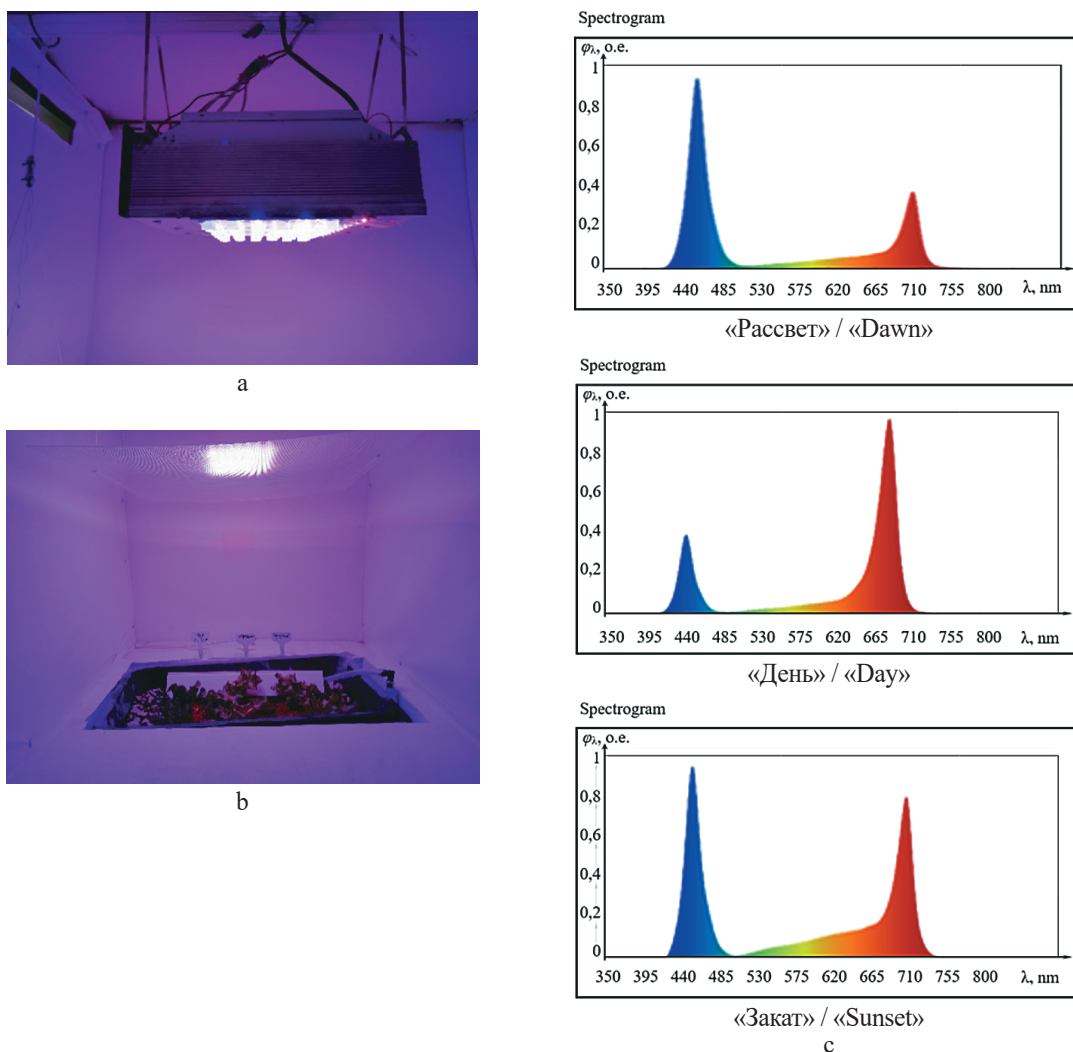 a
b
Spectrogram
φλ, о.е.
1
0,8
0,6
0,4
0,2
0
350 395 440 485 530 575 620 665 710 755 800 λ, nm
«Рассвет» / «Dawn»
Spectrogram
φλ, о.е.
1
0,8
0,6
0,4
0,2
0
350 395 440 485 530 575 620 665 710 755 800 λ, nm
«День» / «Day»
Spectrogram
φλ, о.е.
1
0,8
0,6
0,4
0,2
0
350 395 440 485 530 575 620 665 710 755 800 λ, nm
«Закат» / «Sunset»
c